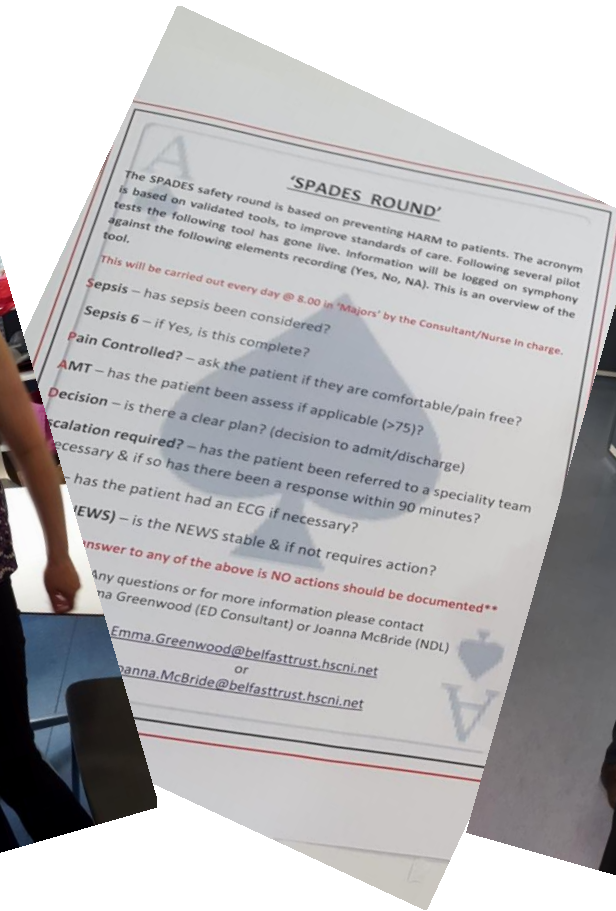 A
‘SPADES ROUND’
The SPADES safety round is based on preventing HARM to patients. The acronym
is based on validated tools, to improve standards of care. Following several pilot
tests the following tool has gone live. Information will be logged on symphony
against the following elements recording (Yes, No, NA). This is an overview of the
tool.
This will be carried out every day @ 8.00 in ‘Majors’ by the Consultant/Nurse In charge.
Sepsis – has sepsis been considered?
Sepsis 6 – if Yes, is this complete?
Pain Controlled? – ask the patient if they are comfortable/pain free?
AMT – has the patient been assess if applicable (>75)?
Decision – is there a clear plan? (decision to admit/discharge)
scalation required? – has the patient been referred to a speciality team
ecessary & if so has there been a response within 90 minutes?
– has the patient had an ECG if necessary?
NEWS) – is the NEWS stable & if not requires action?
answer to any of the above is NO actions should be documented**
Any questions or for more information please contact
ma Greenwood (ED Consultant) or Joanna McBride (NDL)
Emma.Greenwood@belfasttrust.hscni.net
or
oanna.McBride@belfasttrust.hscni.net
A